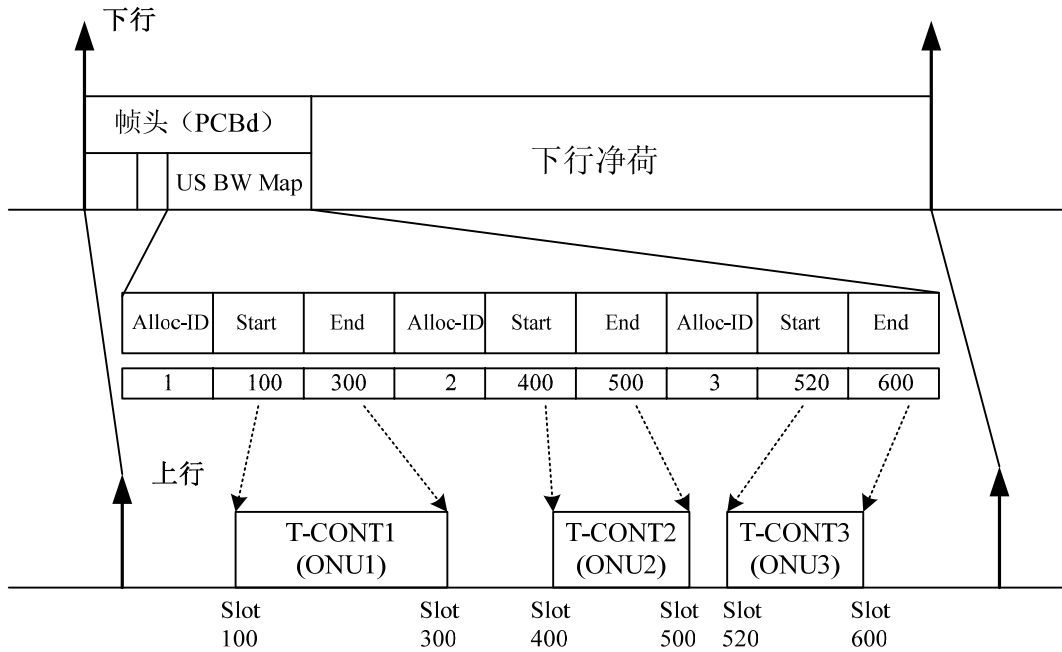 下行
帧头（PCBd）
US BW Map
下行净荷
Alloc-ID Start End Alloc-ID Start End Alloc-ID Start End
1 100 300 2 400 500 3 520 600
上行
T-CONT1
(ONU1)
T-CONT2
(ONU2)
T-CONT3
(ONU3)
Slot
100
Slot
300
Slot
400
Slot
500
Slot
520
Slot
600